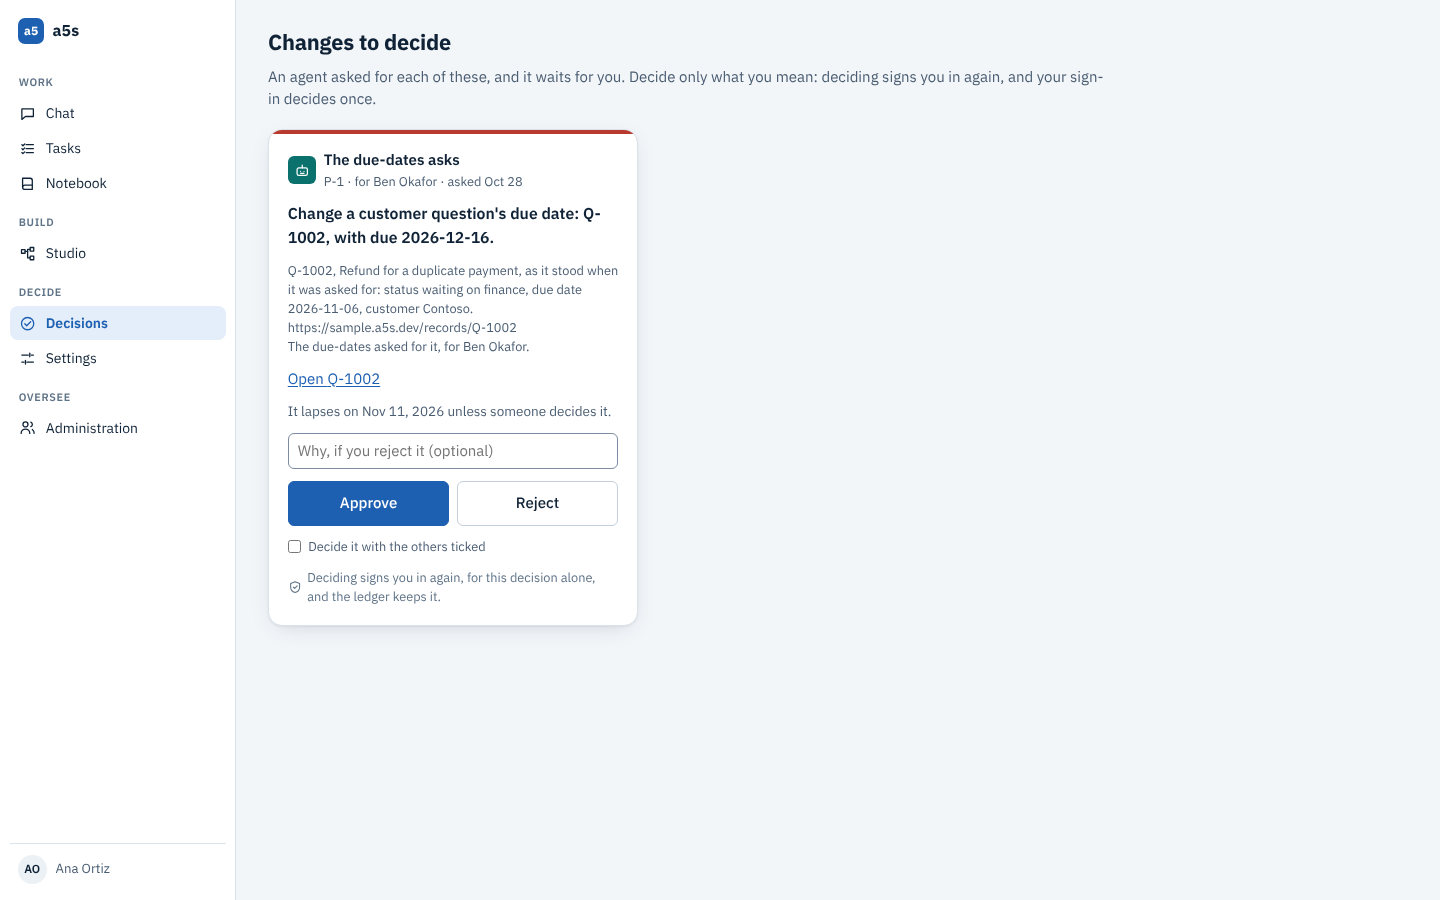 a5 a5s
WORK
Chat
Tasks
Notebook
BUILD
Studio
DECIDE
Decisions
Settings
OVERSEE
Administration
AO Ana Ortiz
Changes to decide
An agent asked for each of these, and it waits for you. Decide only what you mean: deciding signs you in again, and your sign-
in decides once.
The due-dates asks
P-1 · for Ben Okafor · asked Oct 28
Change a customer question's due date: Q-
1002, with due 2026-12-16.
Q-1002, Refund for a duplicate payment, as it stood when
it was asked for: status waiting on finance, due date
2026-11-06, customer Contoso.
https://sample.a5s.dev/records/Q-1002
The due-dates asked for it, for Ben Okafor.
Open Q-1002
It lapses on Nov 11, 2026 unless someone decides it.
Why, if you reject it (optional)
Approve Reject
Decide it with the others ticked
Deciding signs you in again, for this decision alone,
and the ledger keeps it.